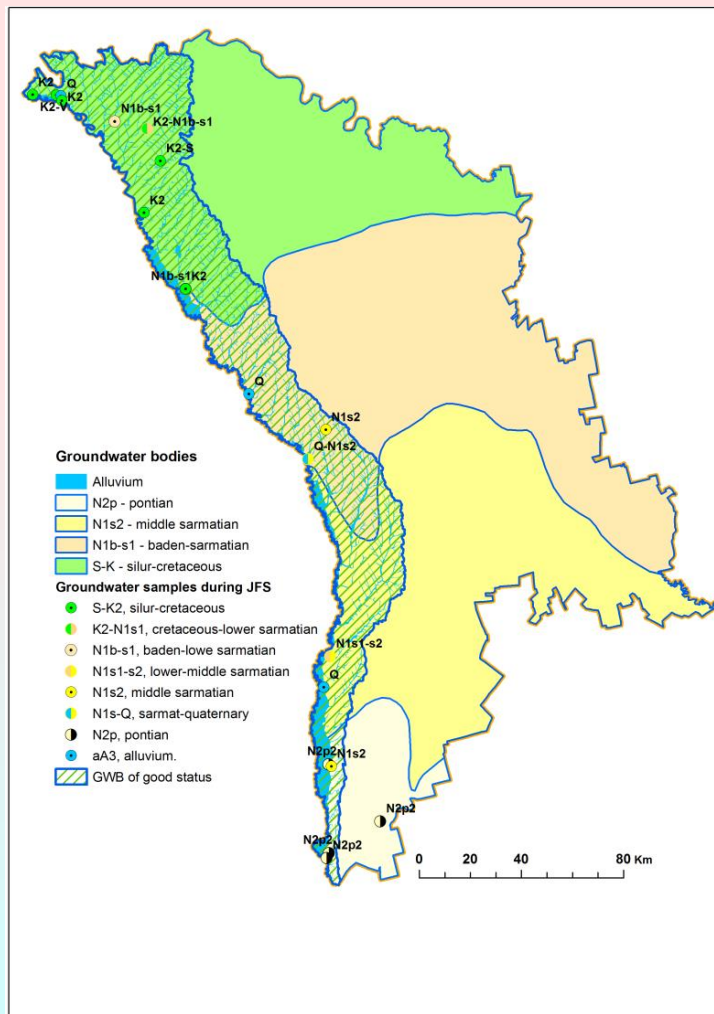 K2
Q
K2
K2-V
N1b-s1
K2-N1b-s1
K2-S
K2
N1b-s1K2
Q
N1s2
Q-N1s2
Groundwater bodies
Alluvium
N2p - pontian
N1s2 - middle sarmatian
N1b-s1 - baden-sarmatian
S-K - silur-cretaceous
Groundwater samples during JFS
S-K2, silur-cretaceous
K2-N1s1, cretaceous-lower sarmatian
N1b-s1, baden-lowe sarmatian
N1s1-s2, lower-middle sarmatian
N1s2, middle sarmatian
N1s-Q, sarmat-quaternary
N2p, pontian
aA3, alluvium.
GWB of good status
N1s1-s2
Q
N2p2
N1s2
N2p2
N2p2
N2p2
0 20 40 80 Km